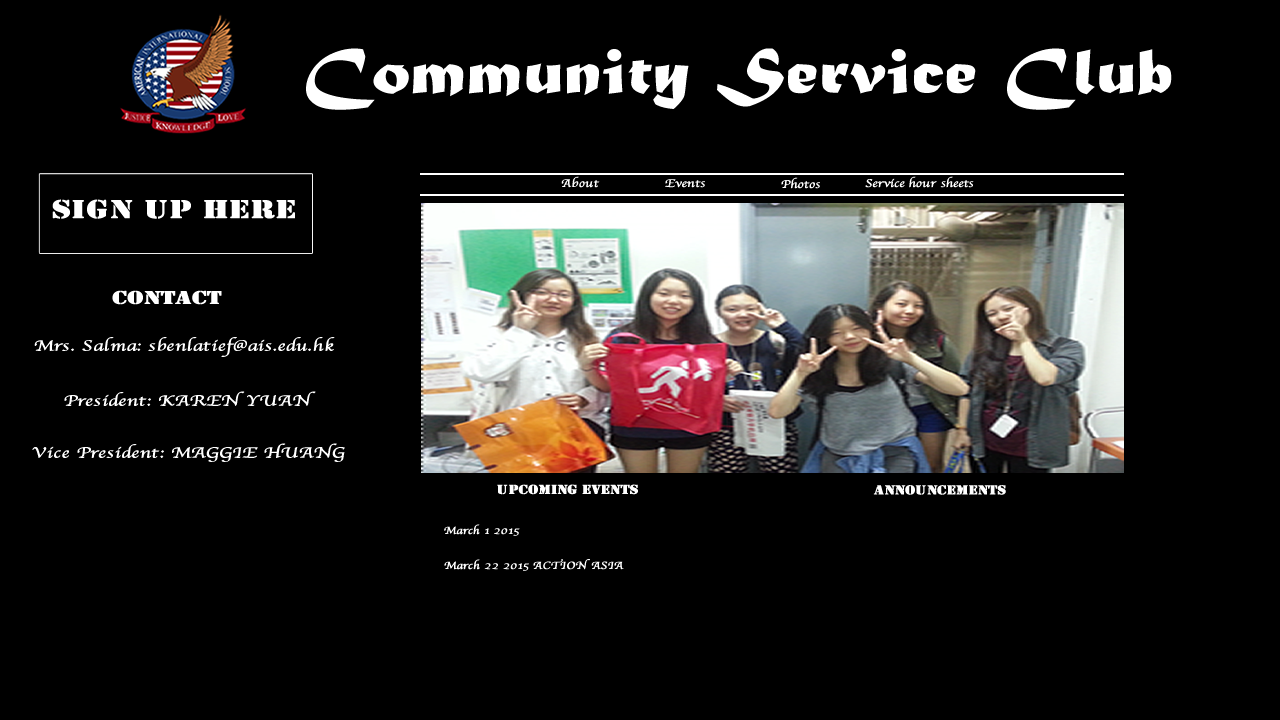 AMERICAN INTERNATIONAL SCHOOL
JUSTICE KNOWLEDGE LOVE
Community Service Club
SIGN UP HERE
About Events Photos Service hour sheets
CONTACT
Mrs. Salma: sbenlatief@ais.edu.hk
President: KAREN YUAN
Vice President: MAGGIE HUANG
UPCOMING EVENTS
March 1 2015
March 22 2015 ACTION ASIA
ANNOUNCEMENTS